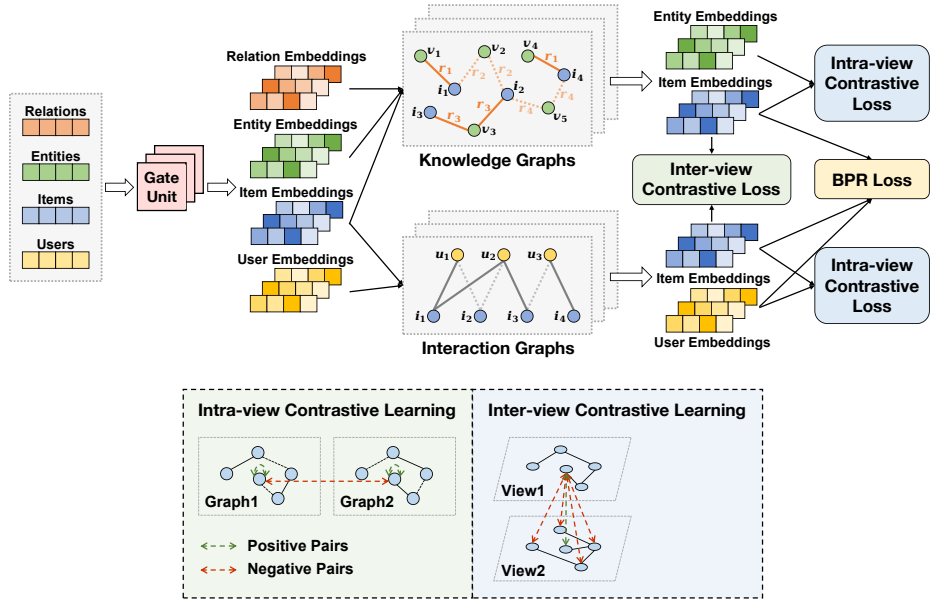 Relations
Entities
Items
Users
Gate
Unit
Relation Embeddings
Entity Embeddings
Item Embeddings
User Embeddings
v1
v2
v4
r1
r2
r2
r1
i1
i2
i4
i3
r3
r3
r4
r4
v3
v5
Knowledge Graphs
u1
u2
u3
i1
i2
i3
i4
Interaction Graphs
Entity Embeddings
Item Embeddings
Inter-view
Contrastive Loss
Item Embeddings
User Embeddings
Intra-view
Contrastive
Loss
BPR Loss
Intra-view
Contrastive
Loss
Intra-view Contrastive Learning
Graph1
Graph2
Positive Pairs
Negative Pairs
Inter-view Contrastive Learning
View1
View2